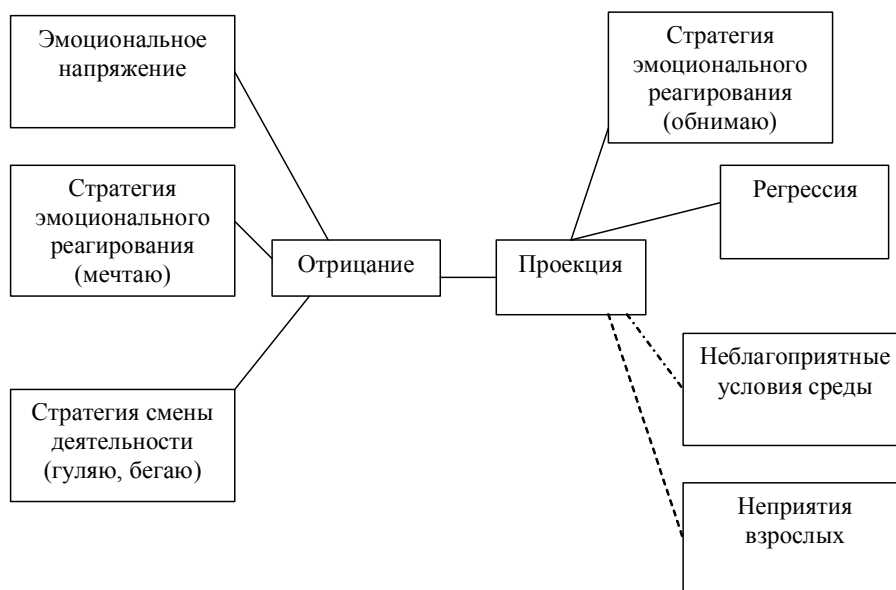 Эмоциональное
напряжение
Стратегия
эмоционального
реагирования
(мечтаю)
Стратегия смены
деятельности
(гуляю, бегаю)
Отрицание
Проекция
Стратегия
эмоционального
реагирования
(обнимаю)
Регрессия
Неблагоприятные
условия среды
Неприятия
взрослых